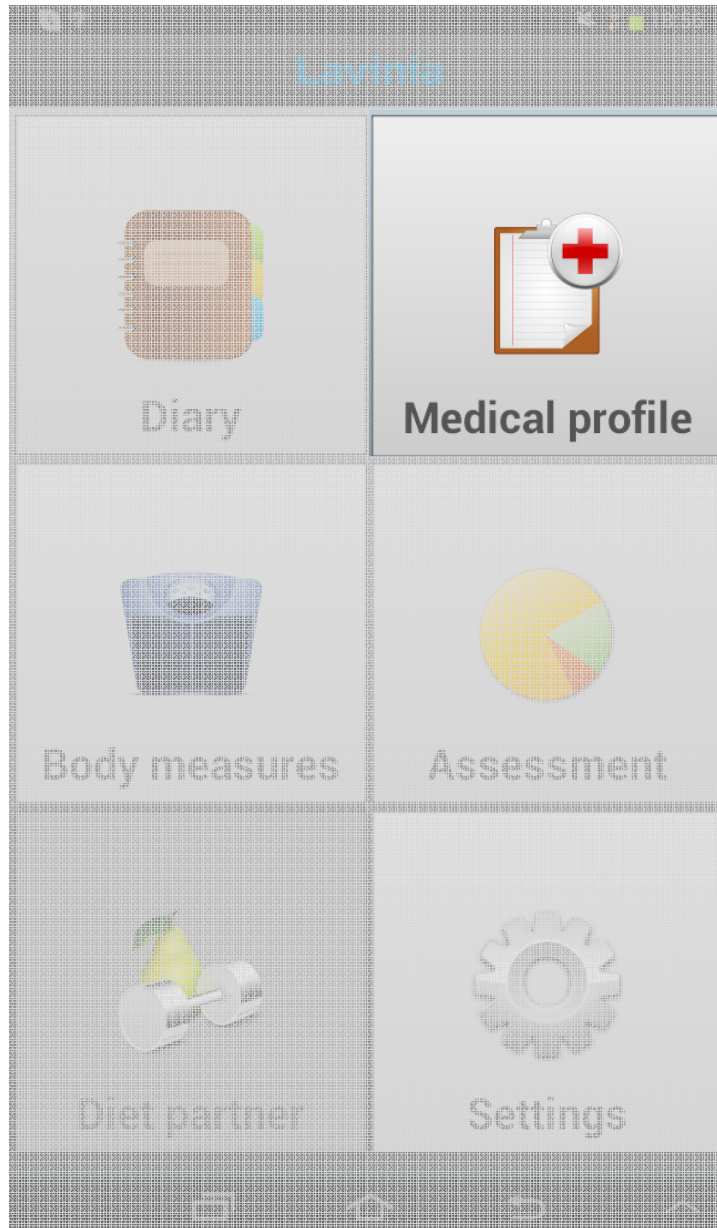 Lavinia
Diary
Medical profile
Body measures
Assessment
Diet partner
Settings